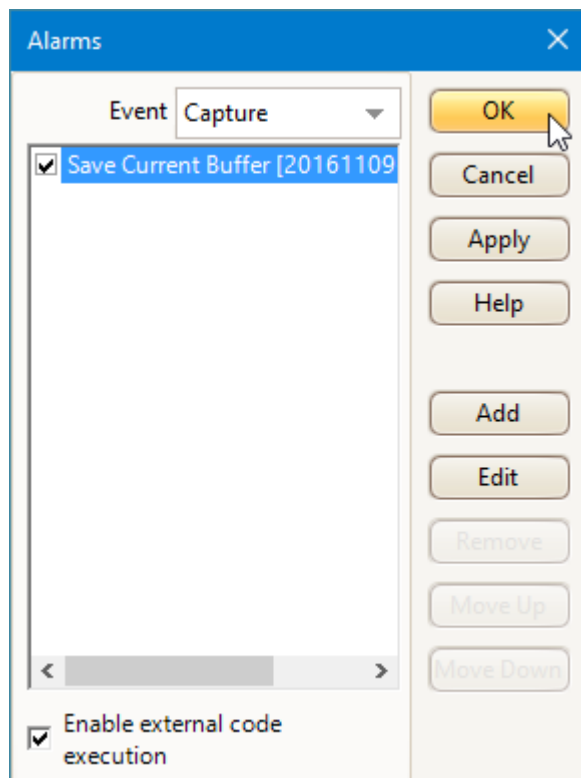 Alarms
Event Capture
Save Current Buffer [20161109
Enable external code
execution
OK
Cancel
Apply
Help
Add
Edit
Remove
Move Up
Move Down